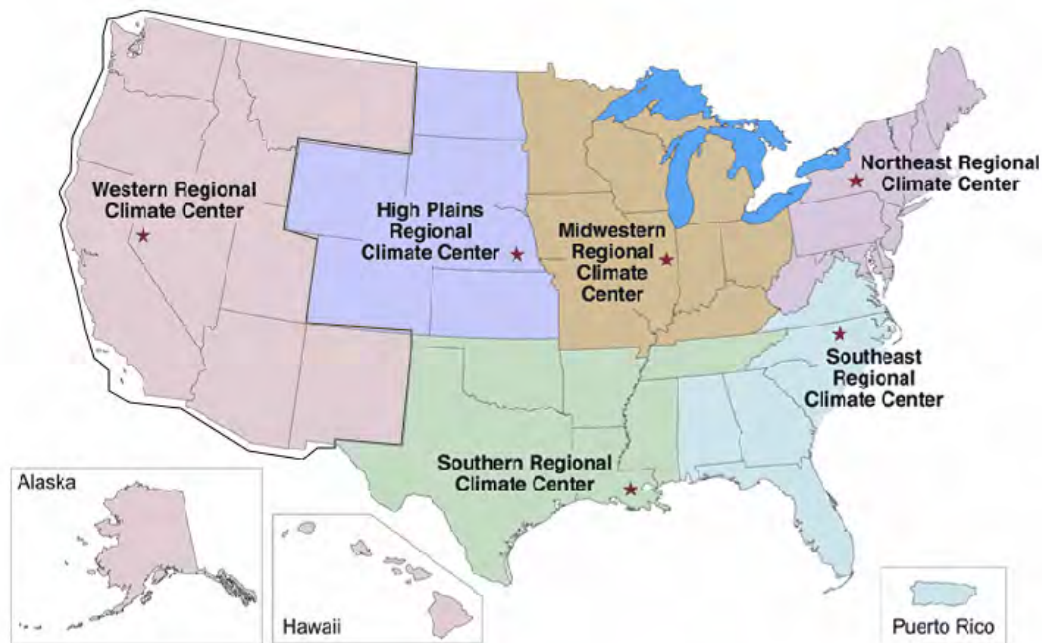 Western Regional
Climate Center
High Plains
Regional
Climate Center
Midwestern
Regional
Climate
Center
Northeast Regional
Climate Center
Southeast
Regional
Climate Center
Southern Regional
Climate Center
Alaska
Hawaii
Puerto Rico